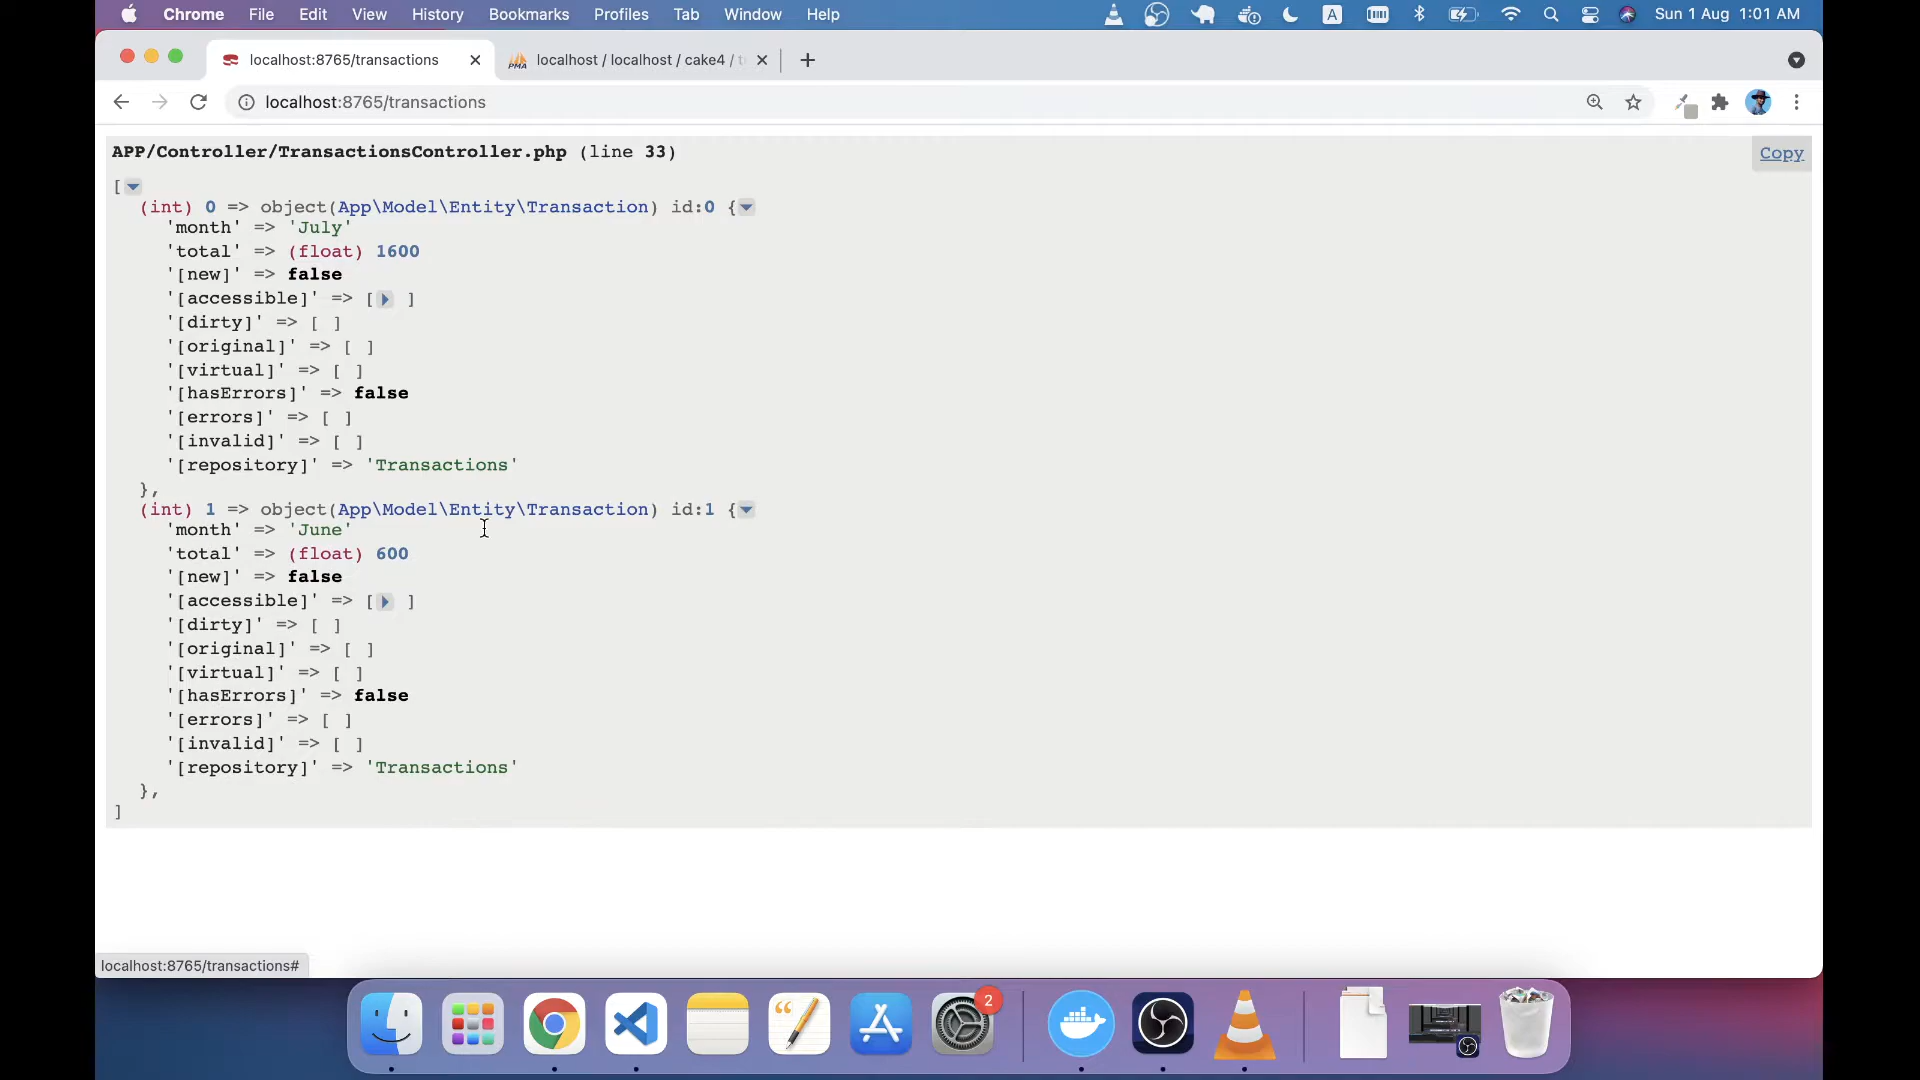 Chrome File Edit View History Bookmarks Profiles Tab Window Help A Sun 1 Aug 1:01 AM
localhost:8765/transactions PMA localhost / localhost / cake4 /
localhost:8765/transactions
APP/Controller/TransactionsController.php (line 33) Copy
[
(int) 0 => object(App\Model\Entity\Transaction) id:0 {
'month' => 'July'
'total' => (float) 1600
'[new]' => false
'[accessible]' => [ ]
'[dirty]' => [ ]
'[original]' => [ ]
'[virtual]' => [ ]
'[hasErrors]' => false
'[errors]' => [ ]
'[invalid]' => [ ]
'[repository]' => 'Transactions'
},
(int) 1 => object(App\Model\Entity\Transaction) id:1 {
'month' => 'June'
'total' => (float) 600
'[new]' => false
'[accessible]' => [ ]
'[dirty]' => [ ]
'[original]' => [ ]
'[virtual]' => [ ]
'[hasErrors]' => false
'[errors]' => [ ]
'[invalid]' => [ ]
'[repository]' => 'Transactions'
},
]
localhost:8765/transactions#
2